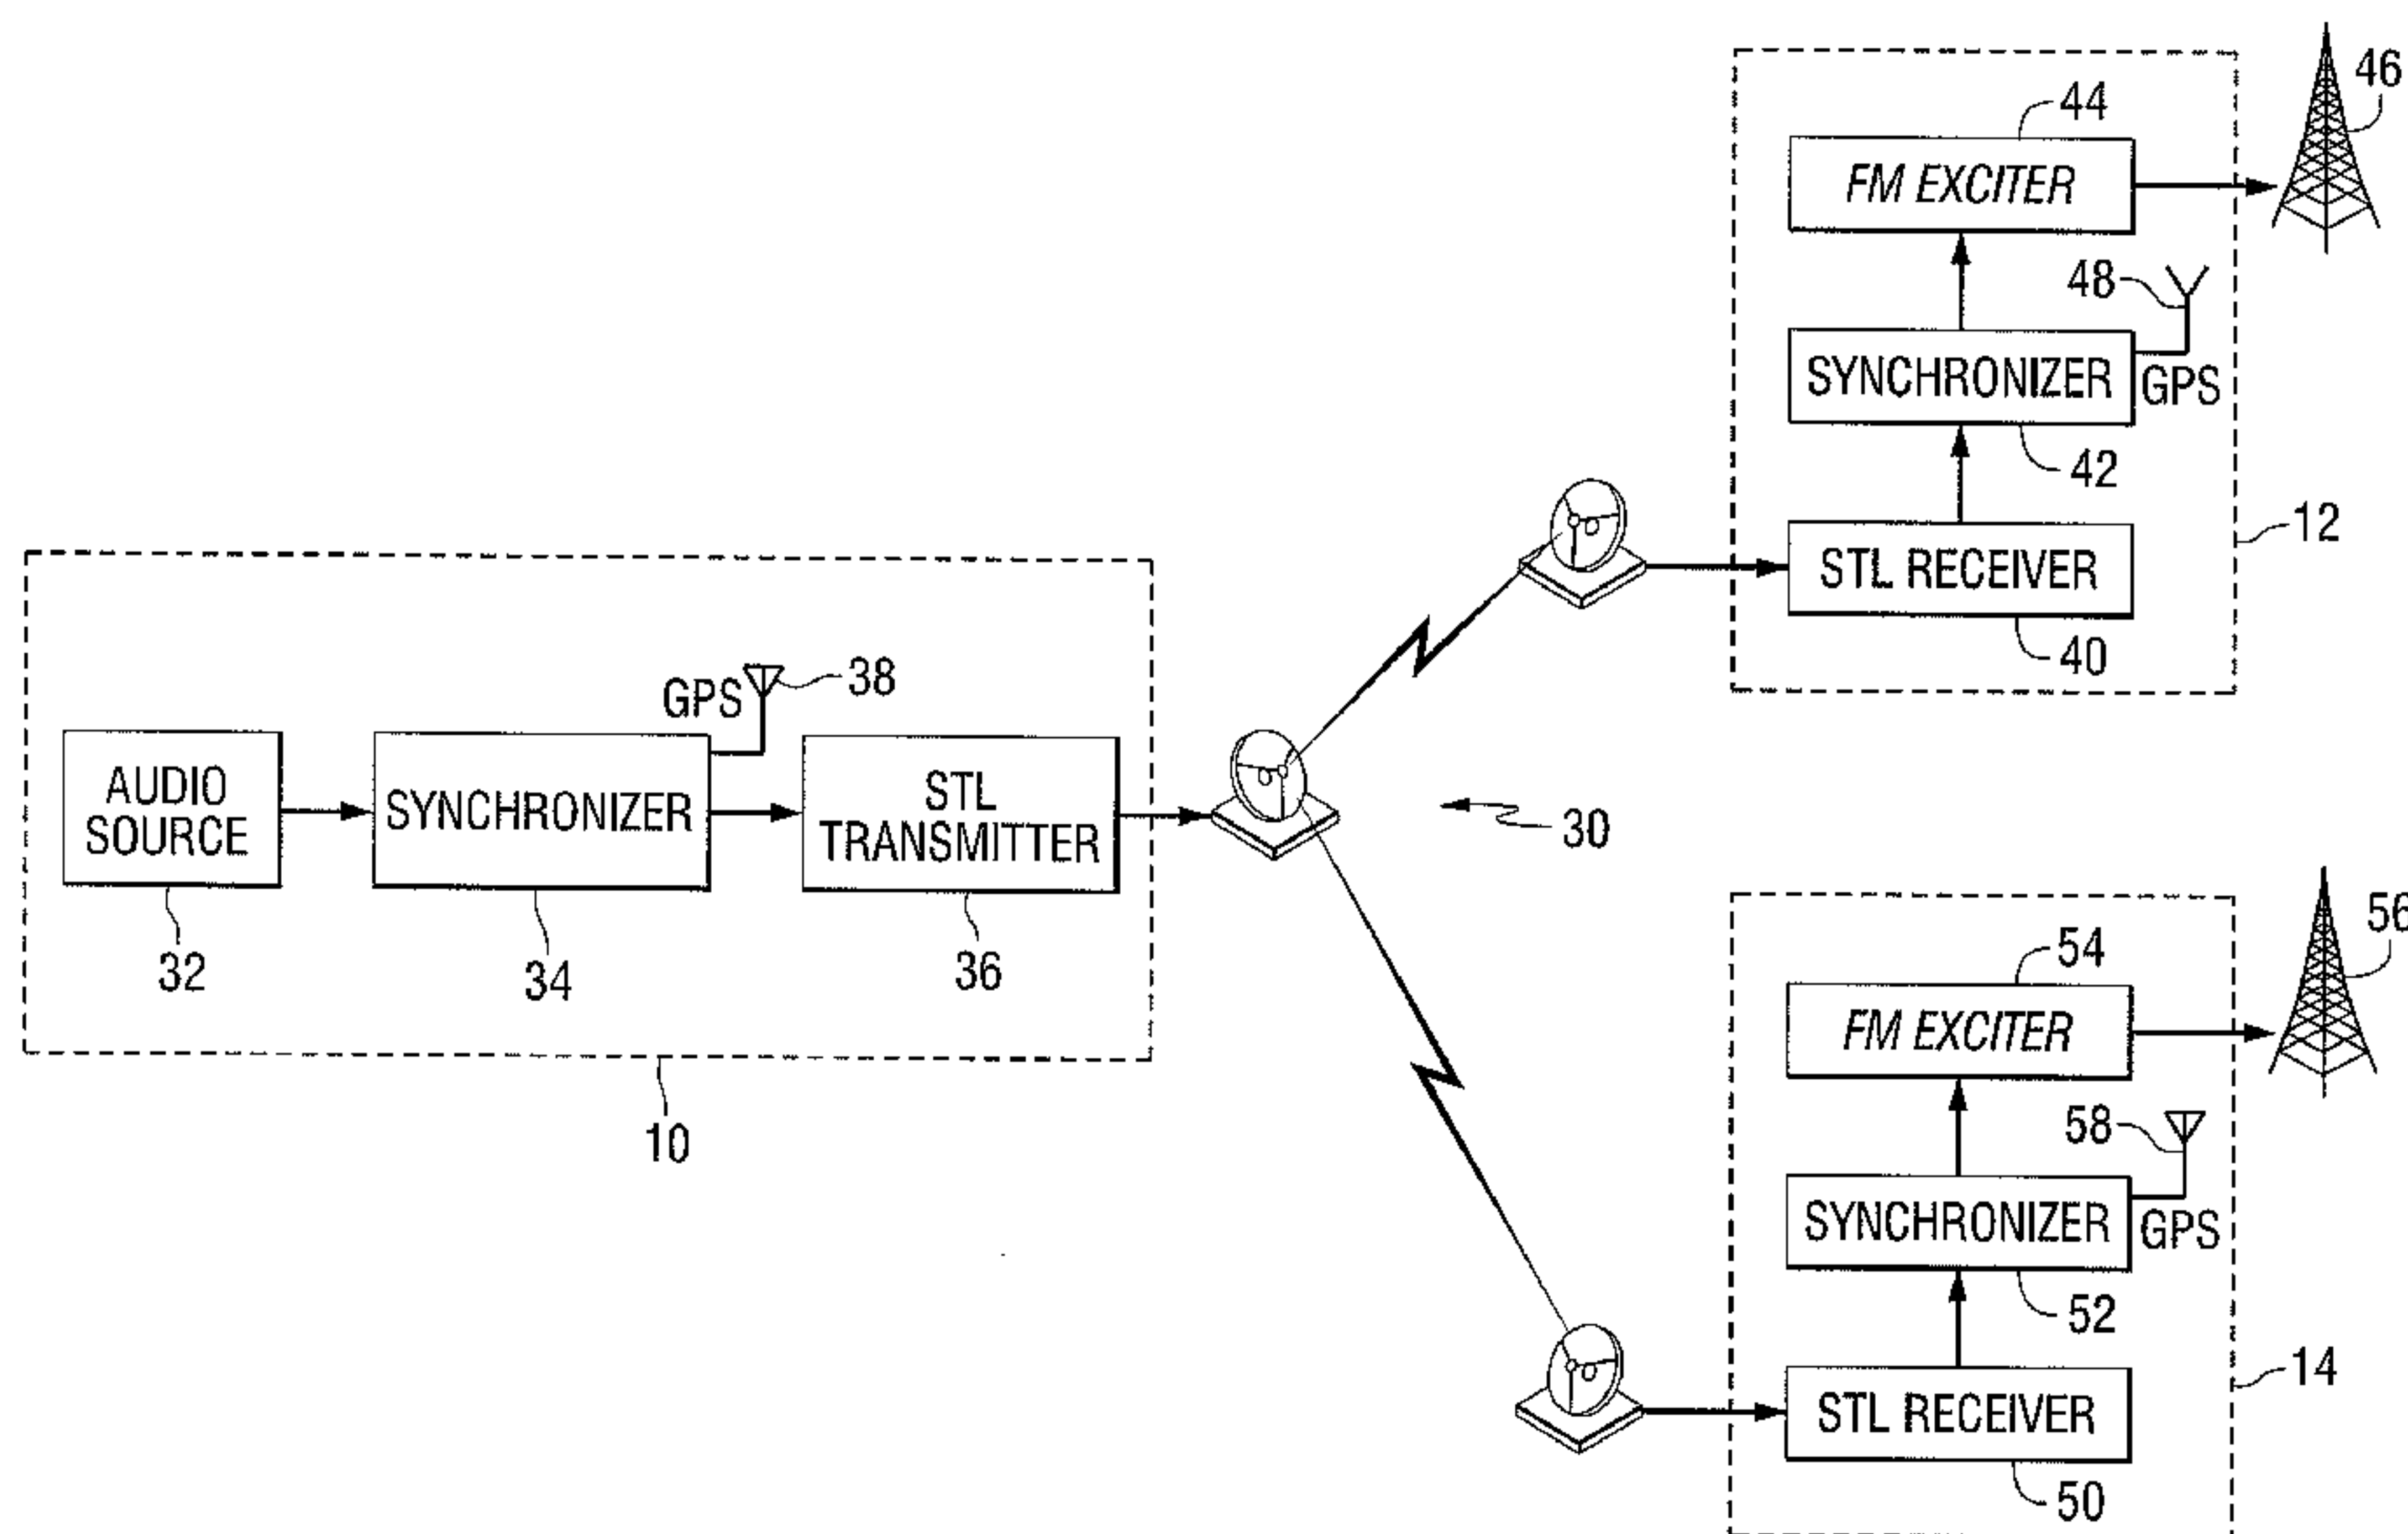 46
44
FM EXCITER
48
SYNCHRONIZER
GPS
42
12
STL RECEIVER
40
GPS
38
AUDIO
SOURCE
SYNCHRONIZER
STL
TRANSMITTER
32
34
36
10
30
56
54
FM EXCITER
58
SYNCHRONIZER
GPS
52
14
STL RECEIVER
50